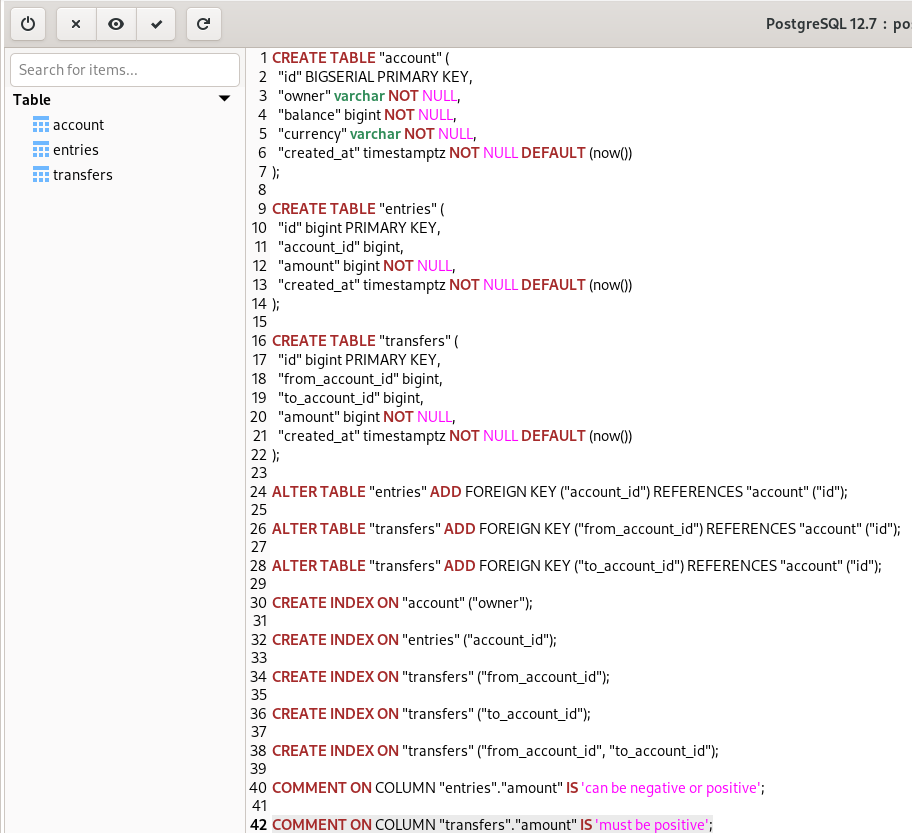 PostgreSQL 12.7 : po
Search for items...
Table
account
entries
transfers
1 CREATE TABLE "account" (
2 "id" BIGSERIAL PRIMARY KEY,
3 "owner" varchar NOT NULL,
4 "balance" bigint NOT NULL,
5 "currency" varchar NOT NULL,
6 "created_at" timestamptz NOT NULL DEFAULT (now())
7 );
8
9 CREATE TABLE "entries" (
10 "id" bigint PRIMARY KEY,
11 "account_id" bigint,
12 "amount" bigint NOT NULL,
13 "created_at" timestamptz NOT NULL DEFAULT (now())
14 );
15
16 CREATE TABLE "transfers" (
17 "id" bigint PRIMARY KEY,
18 "from_account_id" bigint,
19 "to_account_id" bigint,
20 "amount" bigint NOT NULL,
21 "created_at" timestamptz NOT NULL DEFAULT (now())
22 );
23
24 ALTER TABLE "entries" ADD FOREIGN KEY ("account_id") REFERENCES "account" ("id");
25
26 ALTER TABLE "transfers" ADD FOREIGN KEY ("from_account_id") REFERENCES "account" ("id");
27
28 ALTER TABLE "transfers" ADD FOREIGN KEY ("to_account_id") REFERENCES "account" ("id");
29
30 CREATE INDEX ON "account" ("owner");
31
32 CREATE INDEX ON "entries" ("account_id");
33
34 CREATE INDEX ON "transfers" ("from_account_id");
35
36 CREATE INDEX ON "transfers" ("to_account_id");
37
38 CREATE INDEX ON "transfers" ("from_account_id", "to_account_id");
39
40 COMMENT ON COLUMN "entries"."amount" IS 'can be negative or positive';
41
42 COMMENT ON COLUMN "transfers"."amount" IS 'must be positive';